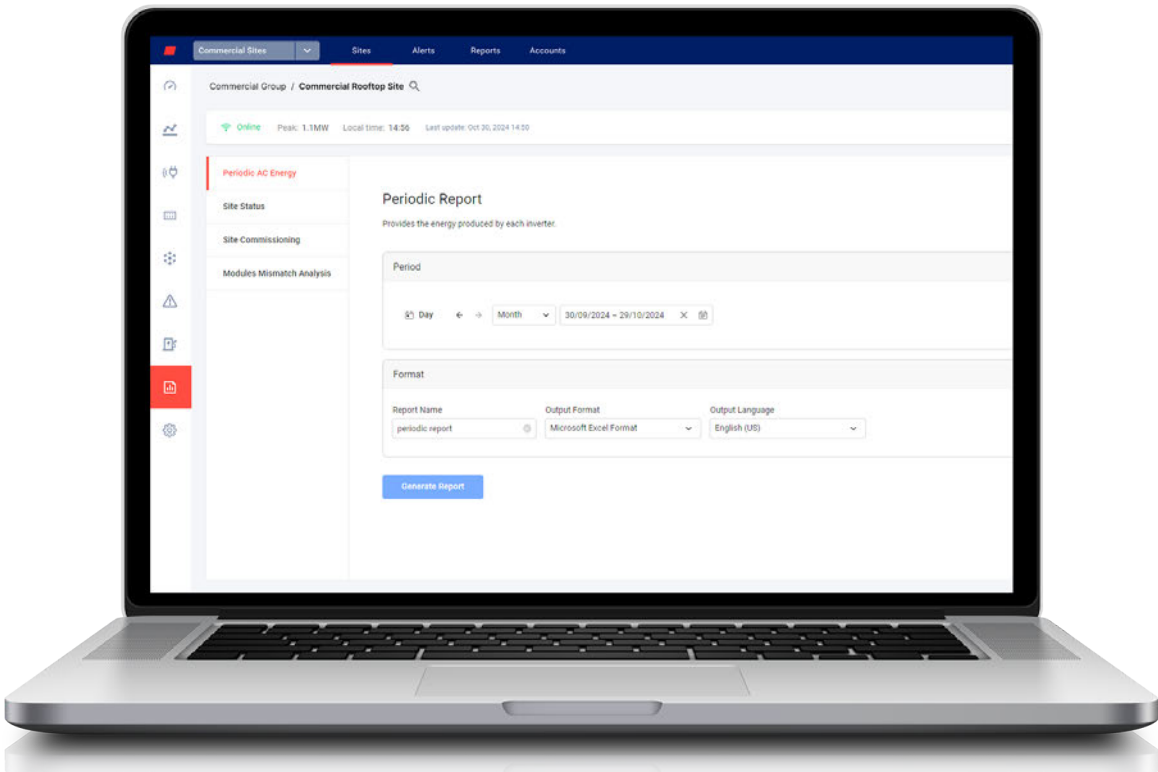 Commercial Sites Sites Alerts Reports Accounts
Commercial Group / Commercial Rooftop Site
Online Peak: 1.1MW Local time: 14:56 Last update: Oct 30, 2024 14:50
Periodic AC Energy
Site Status
Site Commissioning
Modules Mismatch Analysis
Periodic Report
Provides the energy produced by each inverter.
Period
Day Month 30/09/2024 – 29/10/2024
Format
Report Name Output Format Output Language
periodic report Microsoft Excel Format English (US)
Generate Report